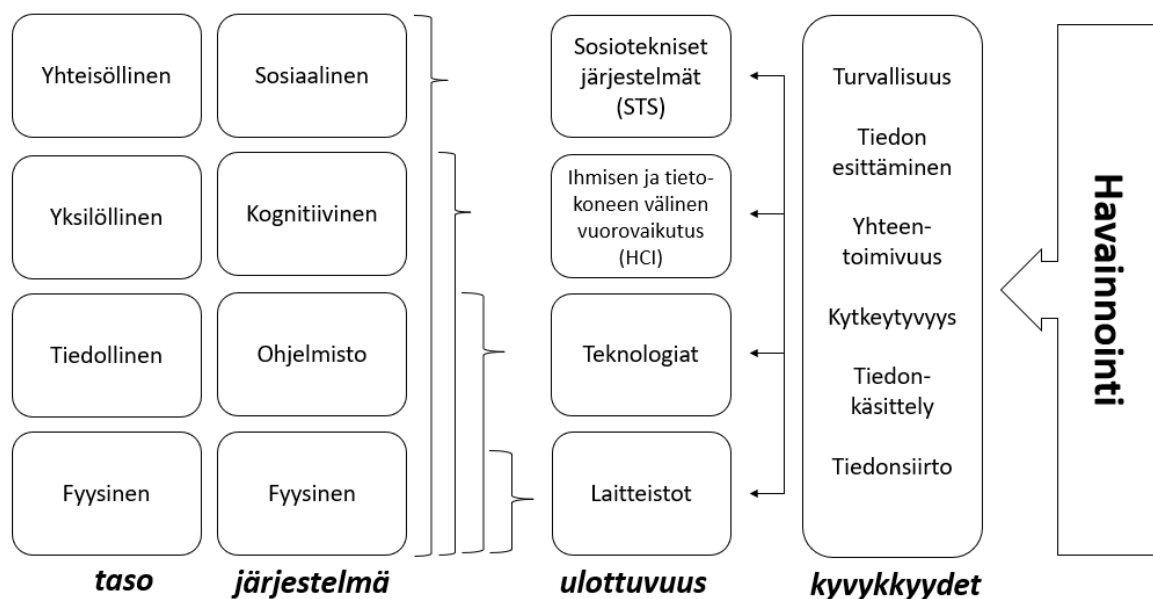 Yhteisöllinen
Sosiaalinen
Sosiotekniset
järjestelmät
(STS)
Yksilöllinen
Kognitiivinen
Ihmisen ja tieto-
koneen välinen
vuorovaikutus
(HCI)
Tiedollinen
Ohjelmisto
Teknologiat
Fyysinen
Fyysinen
Laitteistot
Turvallisuus
Tiedon
esittäminen
Yhteen-
toimivuus
Kytkeytyvyys
Tiedon-
käsittely
Tiedonsiirto
Havainnointi
taso
järjestelmä
ulottuvuus
kyvykkyydet